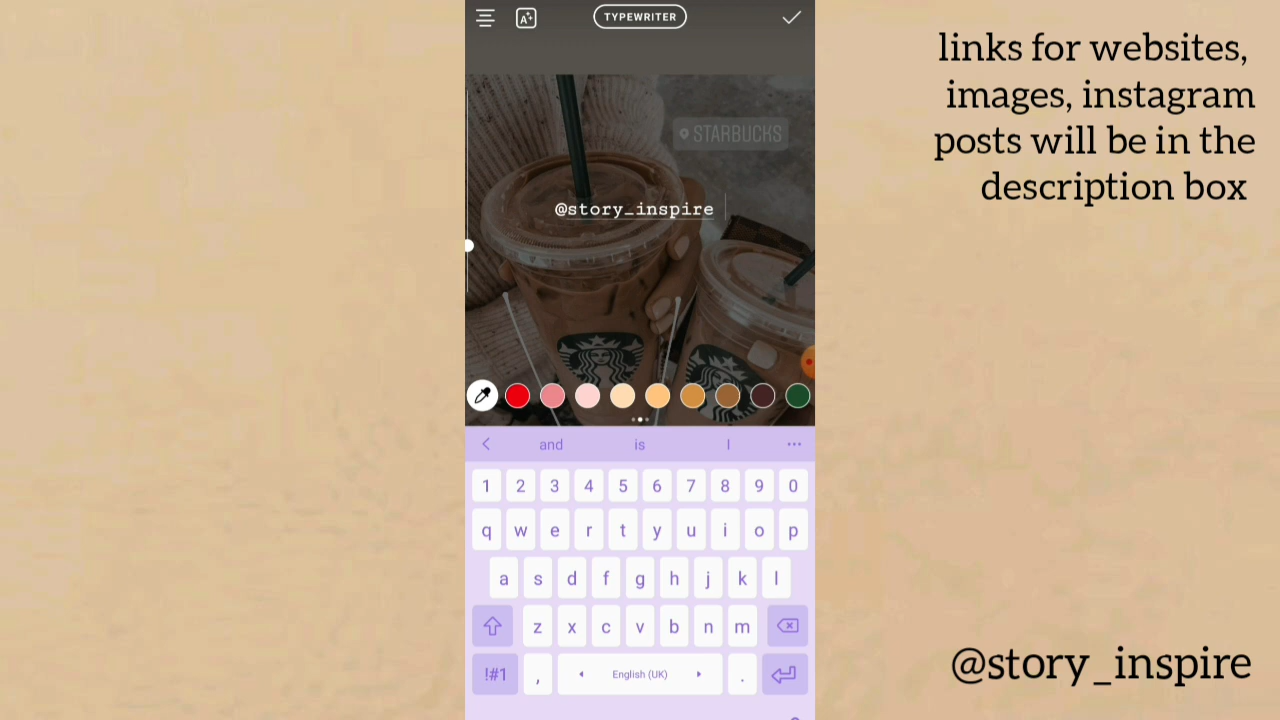 TYPEWRITER
links for websites,
images, instagram
posts will be in the
description box
STARBUCKS
@story_inspire
and is I
1 2 3 4 5 6 7 8 9 0
q w e r t y u i o p
a s d f g h j k l
z x c v b n m
!#1 , English (UK) .
@story_inspire